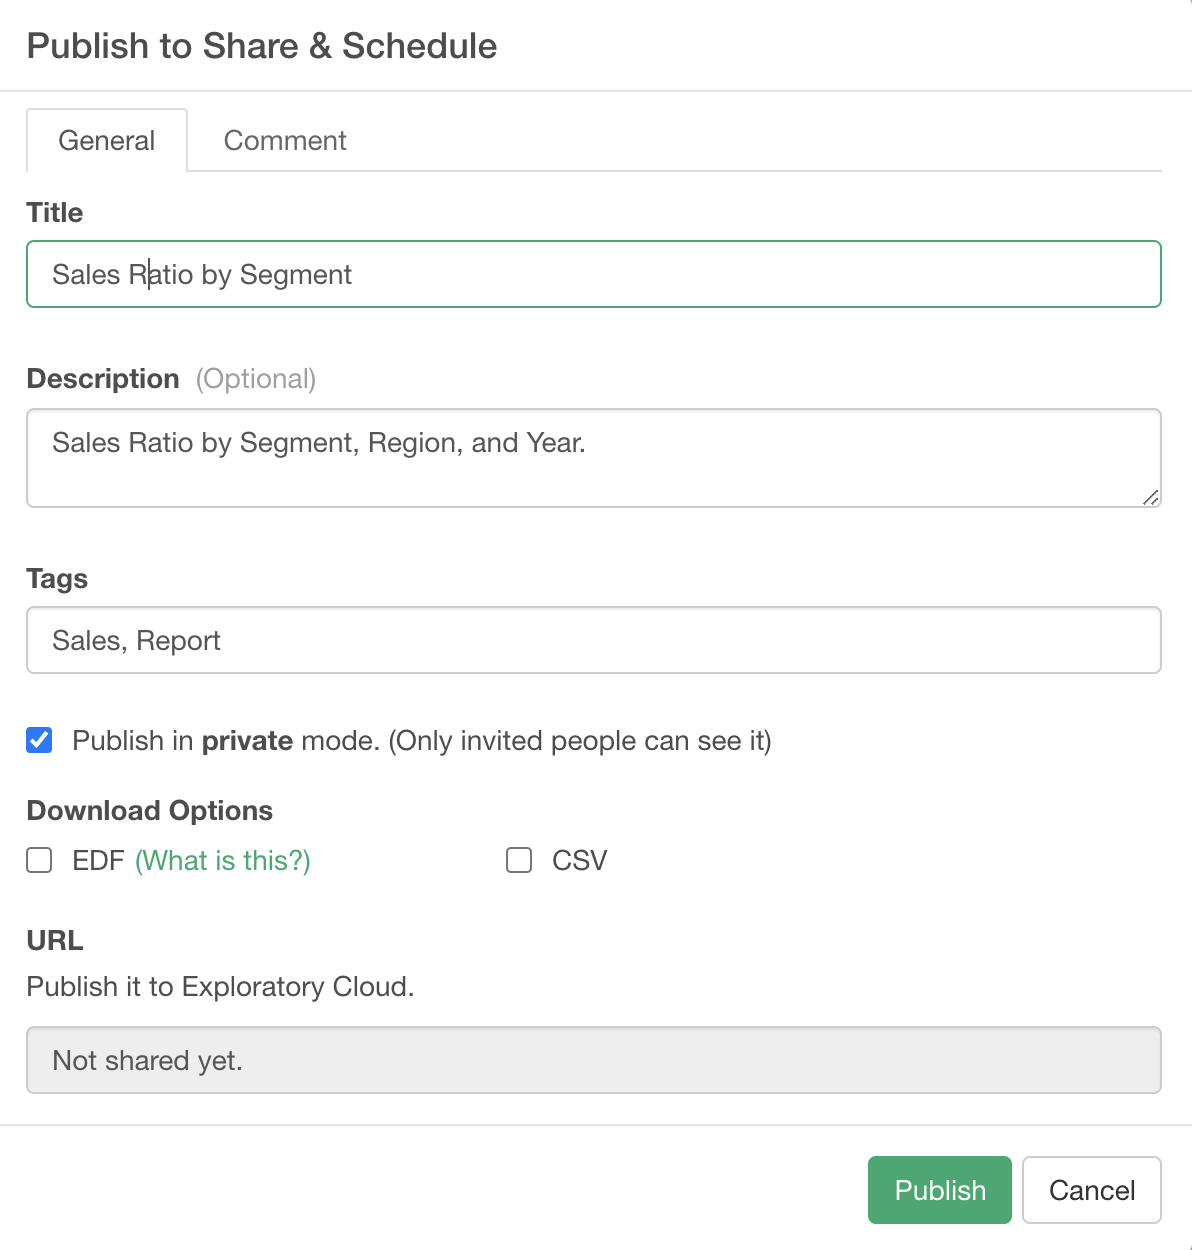 Publish to Share & Schedule
General Comment
Title
Sales Ratio by Segment
Description (Optional)
Sales Ratio by Segment, Region, and Year.
Tags
Sales, Report
Publish in private mode. (Only invited people can see it)
Download Options
EDF (What is this?) CSV
URL
Publish it to Exploratory Cloud.
Not shared yet.
Publish Cancel